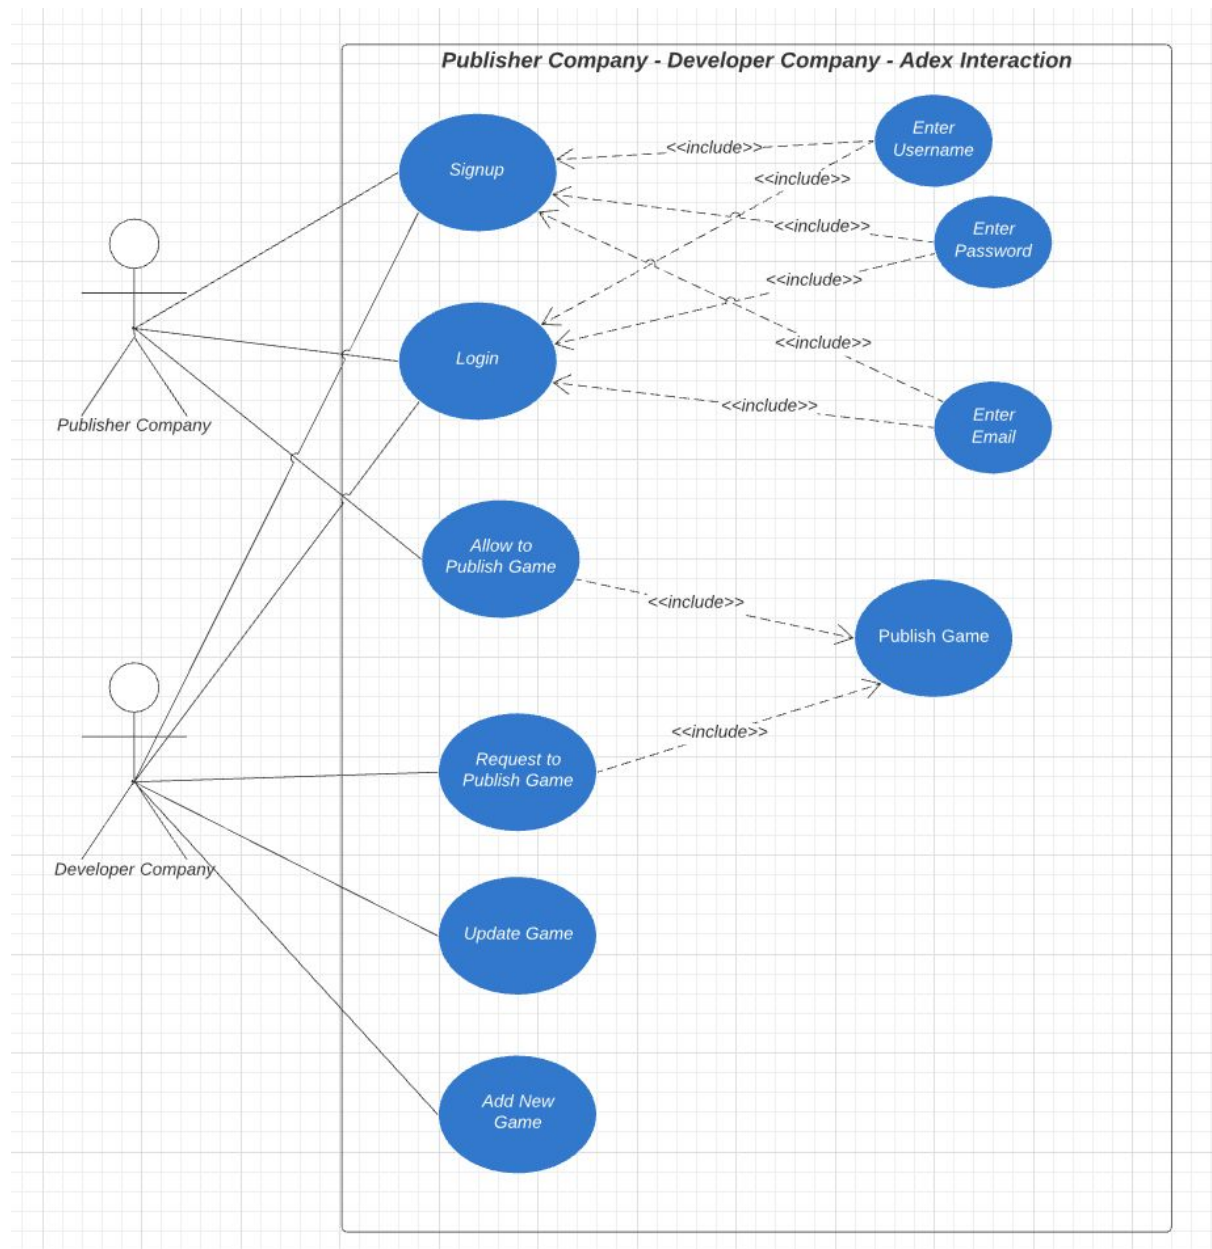 Publisher Company - Developer Company - Adex Interaction
Enter
Username
<<include>>
Signup
<<include>>
Enter
Password
<<include>>
<<include>>
<<include>>
Login
<<include>>
Enter
Email
Publisher Company
Allow to
Publish Game
<<include>>
Publish Game
<<include>>
Request to
Publish Game
Developer Company
Update Game
Add New
Game